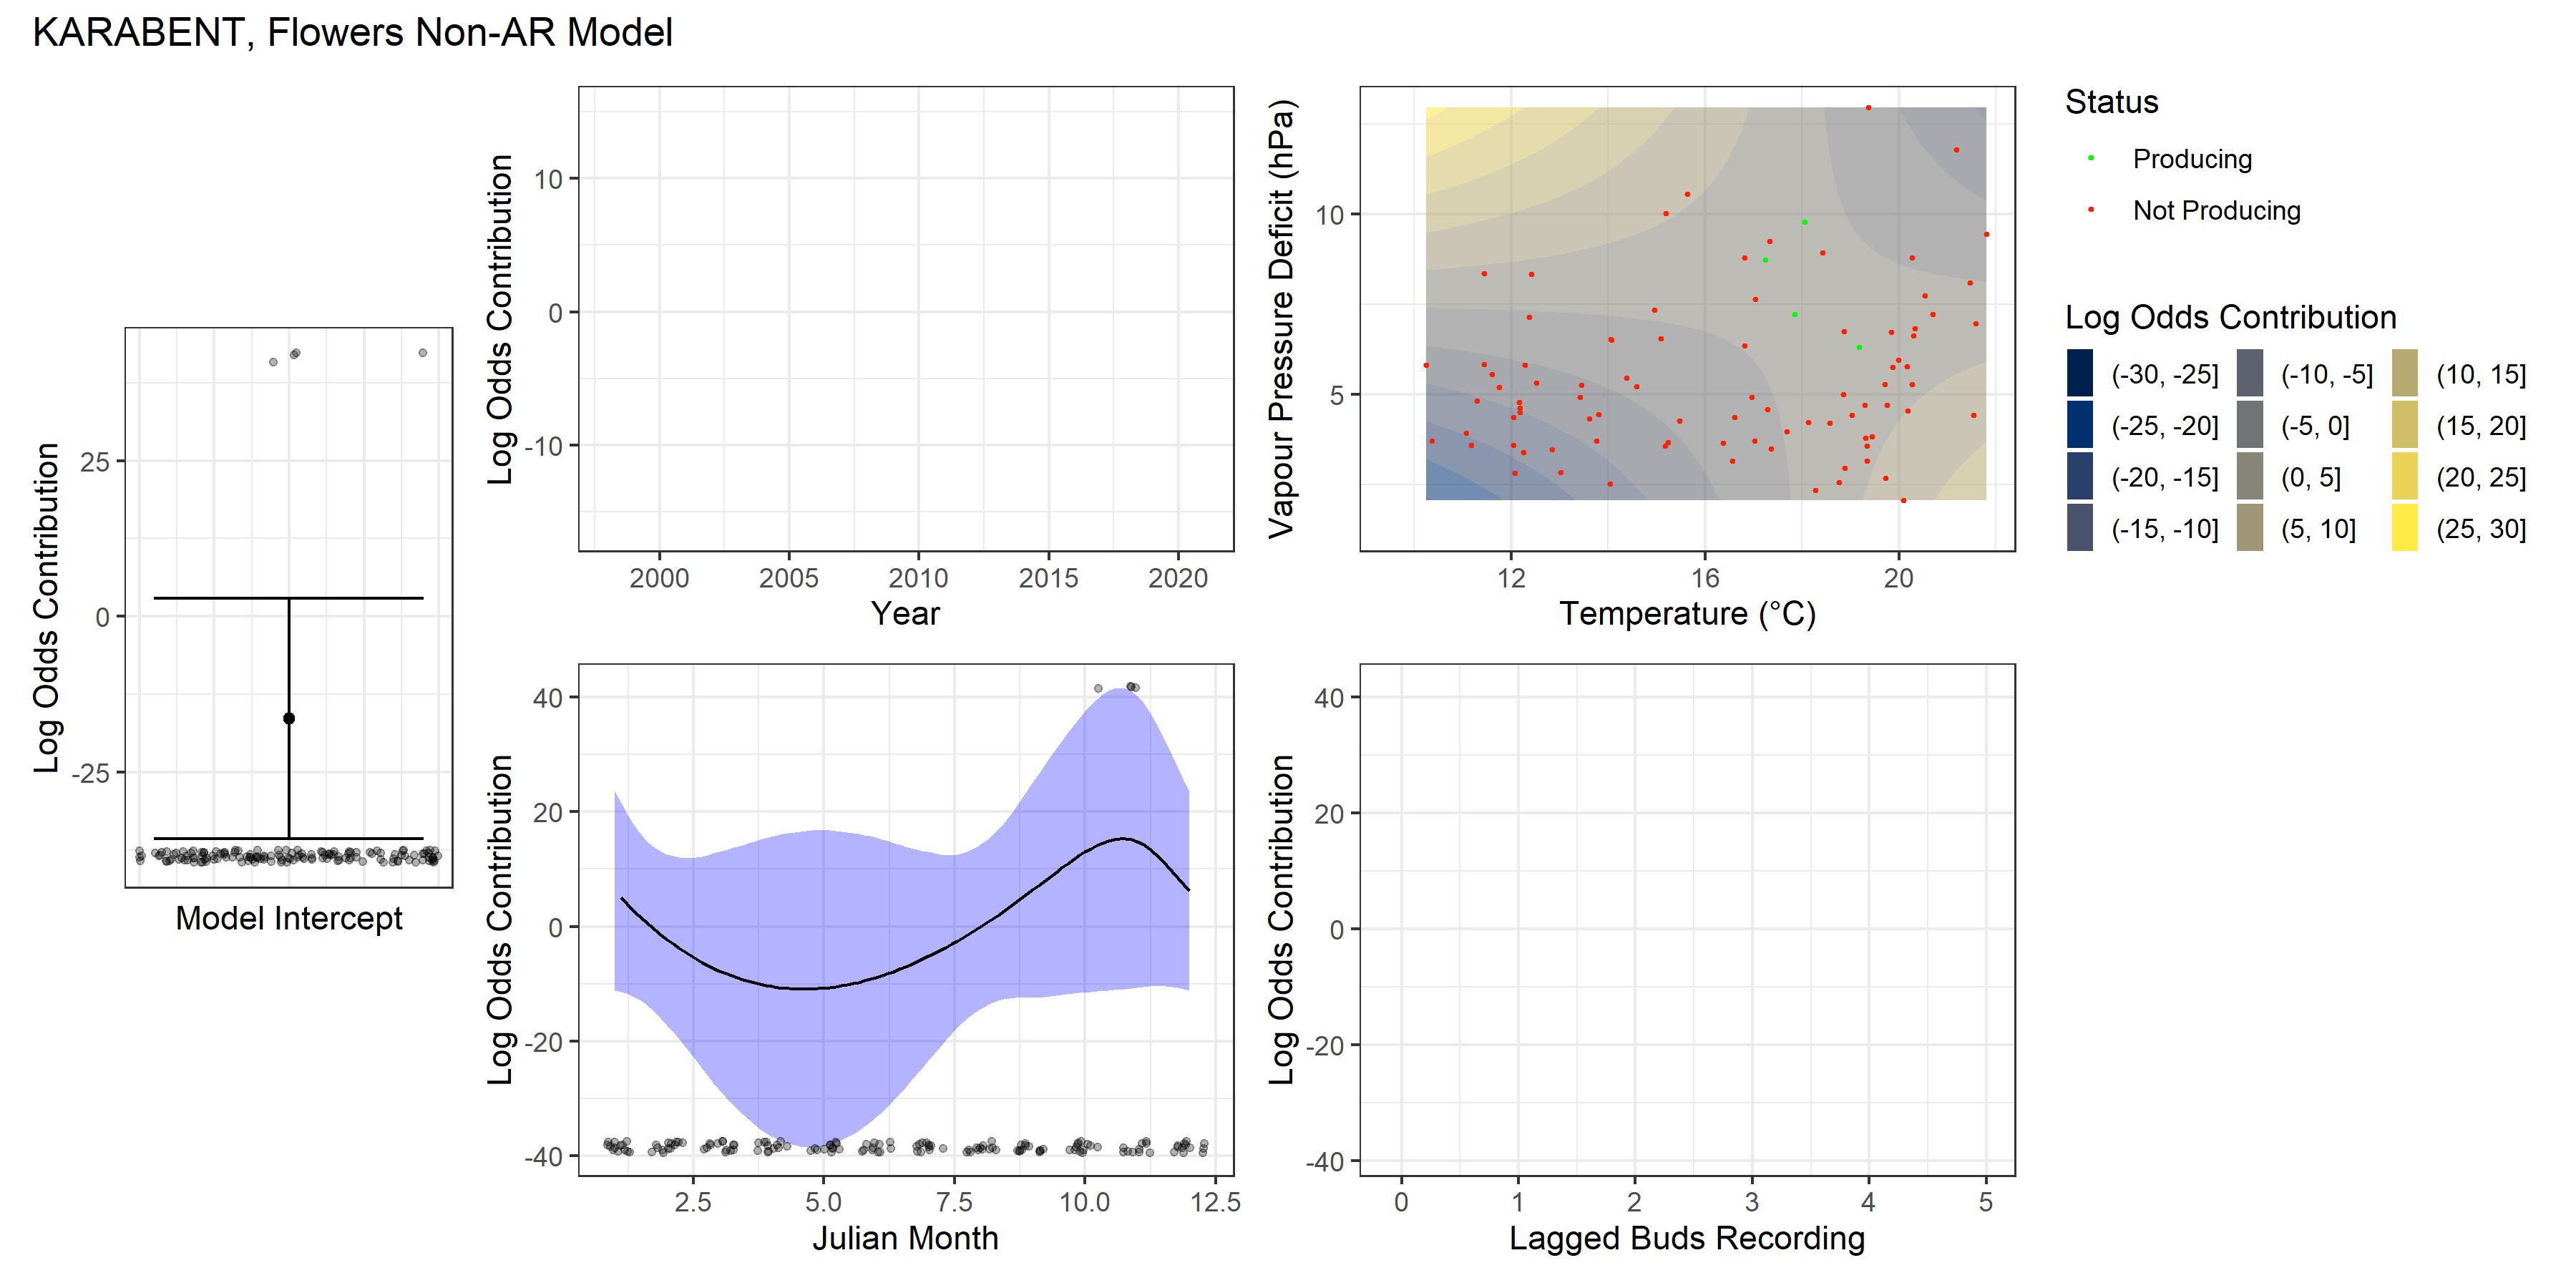 KARABENT, Flowers Non-AR Model
Log Odds Contribution
25
0
-25
Model Intercept
Log Odds Contribution
10
0
-10
2000 2005 2010 2015 2020
Year
Vapour Pressure Deficit (hPa)
10
5
12 16 20
Temperature (°C)
Status
Producing
Not Producing
Log Odds Contribution
(-30, -25] (-10, -5] (10, 15]
(-25, -20] (-5, 0] (15, 20]
(-20, -15] (0, 5] (20, 25]
(-15, -10] (5, 10] (25, 30]
Log Odds Contribution
40
20
0
-20
-40
2.5 5.0 7.5 10.0 12.5
Julian Month
Log Odds Contribution
40
20
0
-20
-40
0 1 2 3 4 5
Lagged Buds Recording